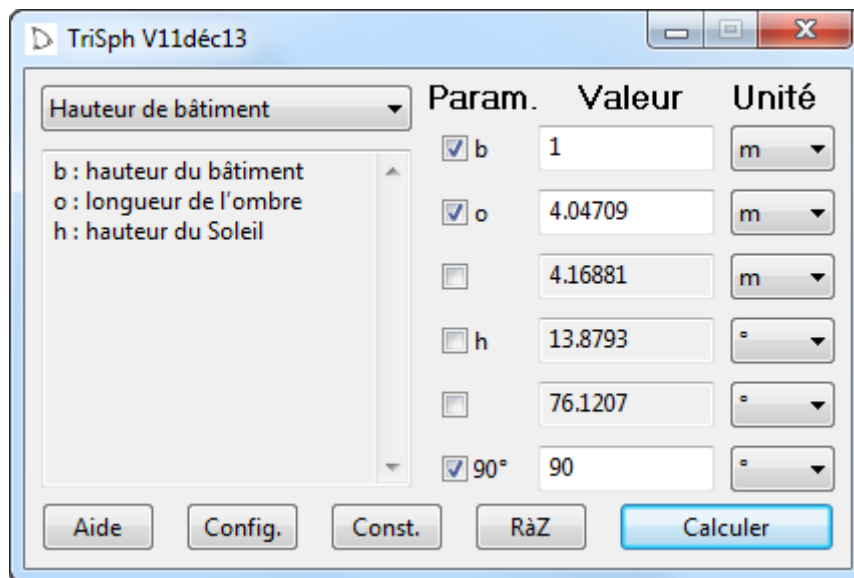 TriSph V11déc13
Hauteur de bâtiment
b : hauteur du bâtiment
o : longueur de l'ombre
h : hauteur du Soleil
Param. Valeur Unité
b 1 m
o 4.04709 m
4.16881 m
h 13.8793 °
76.1207 °
90° 90 °
Aide Config. Const. RàZ Calculer